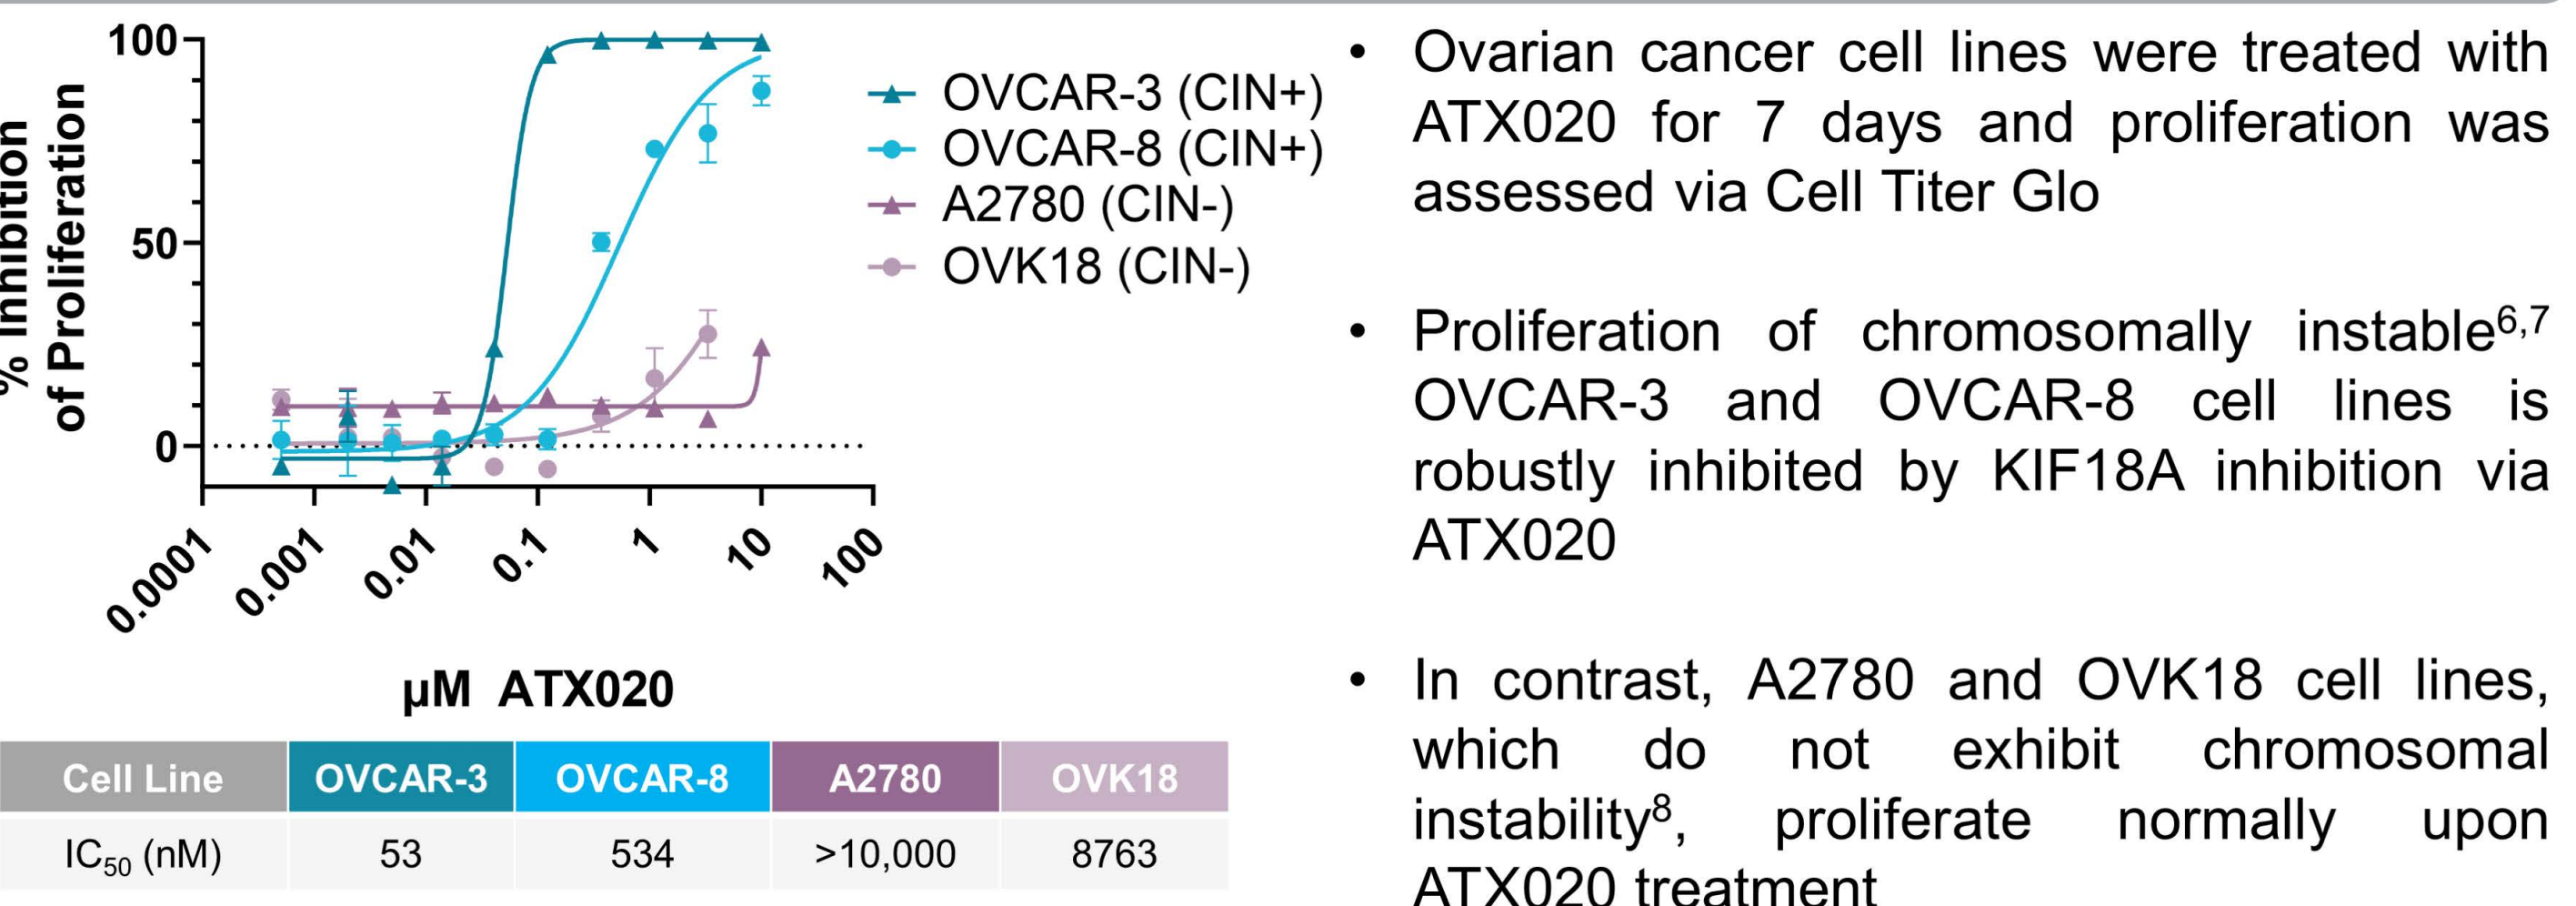 % Inhibition
of Proliferation
100
50
0
0.0001
0.001
0.01
0.1
1
10
100
µM ATX020
OVCAR-3 (CIN+)
OVCAR-8 (CIN+)
A2780 (CIN-)
OVK18 (CIN-)
Cell Line OVCAR-3 OVCAR-8 A2780 OVK18
IC₅₀ (nM) 53 534 >10,000 8763
• Ovarian cancer cell lines were treated with
ATX020 for 7 days and proliferation was
assessed via Cell Titer Glo
• Proliferation of chromosomally instable⁶,⁷
OVCAR-3 and OVCAR-8 cell lines is
robustly inhibited by KIF18A inhibition via
ATX020
• In contrast, A2780 and OVK18 cell lines,
which do not exhibit chromosomal
instability⁸, proliferate normally upon
ATX020 treatment